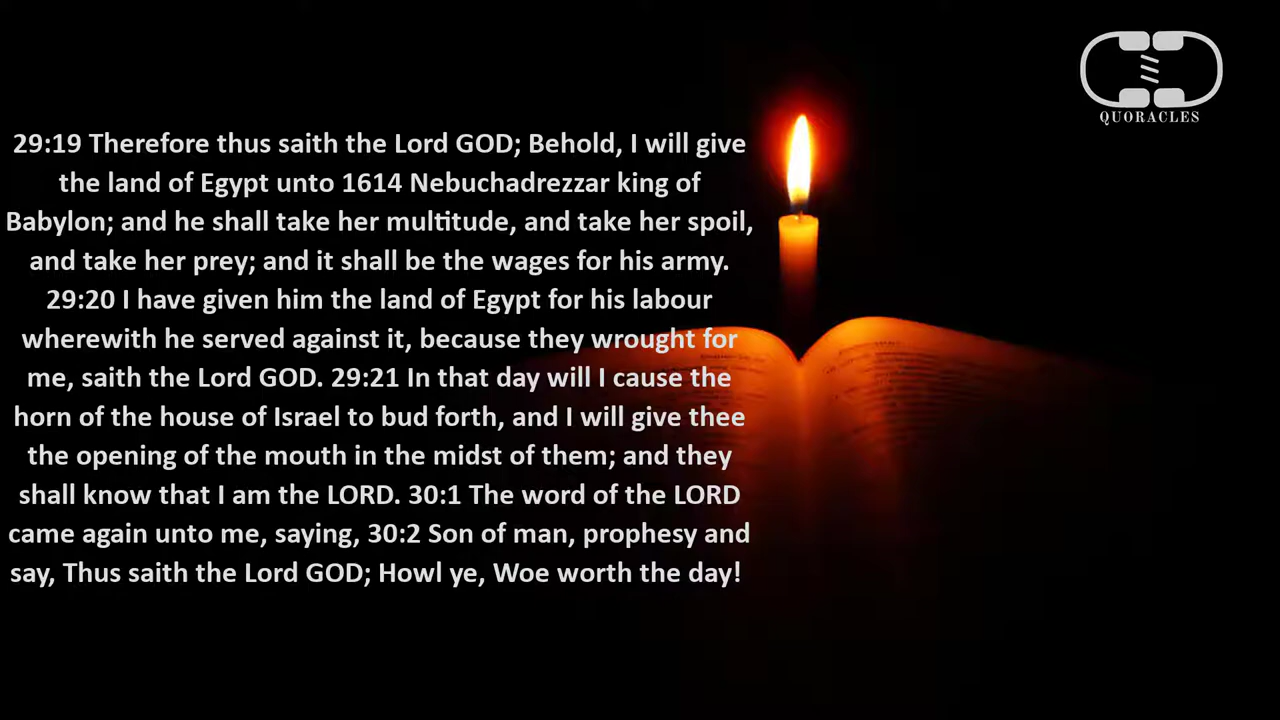 QUORACLES
29:19 Therefore thus saith the Lord GOD; Behold, I will give
the land of Egypt unto 1614 Nebuchadrezzar king of
Babylon; and he shall take her multitude, and take her spoil,
and take her prey; and it shall be the wages for his army.
29:20 I have given him the land of Egypt for his labour
wherewith he served against it, because they wrought for
me, saith the Lord GOD. 29:21 In that day will I cause the
horn of the house of Israel to bud forth, and I will give thee
the opening of the mouth in the midst of them; and they
shall know that I am the LORD. 30:1 The word of the LORD
came again unto me, saying, 30:2 Son of man, prophesy and
say, Thus saith the Lord GOD; Howl ye, Woe worth the day!